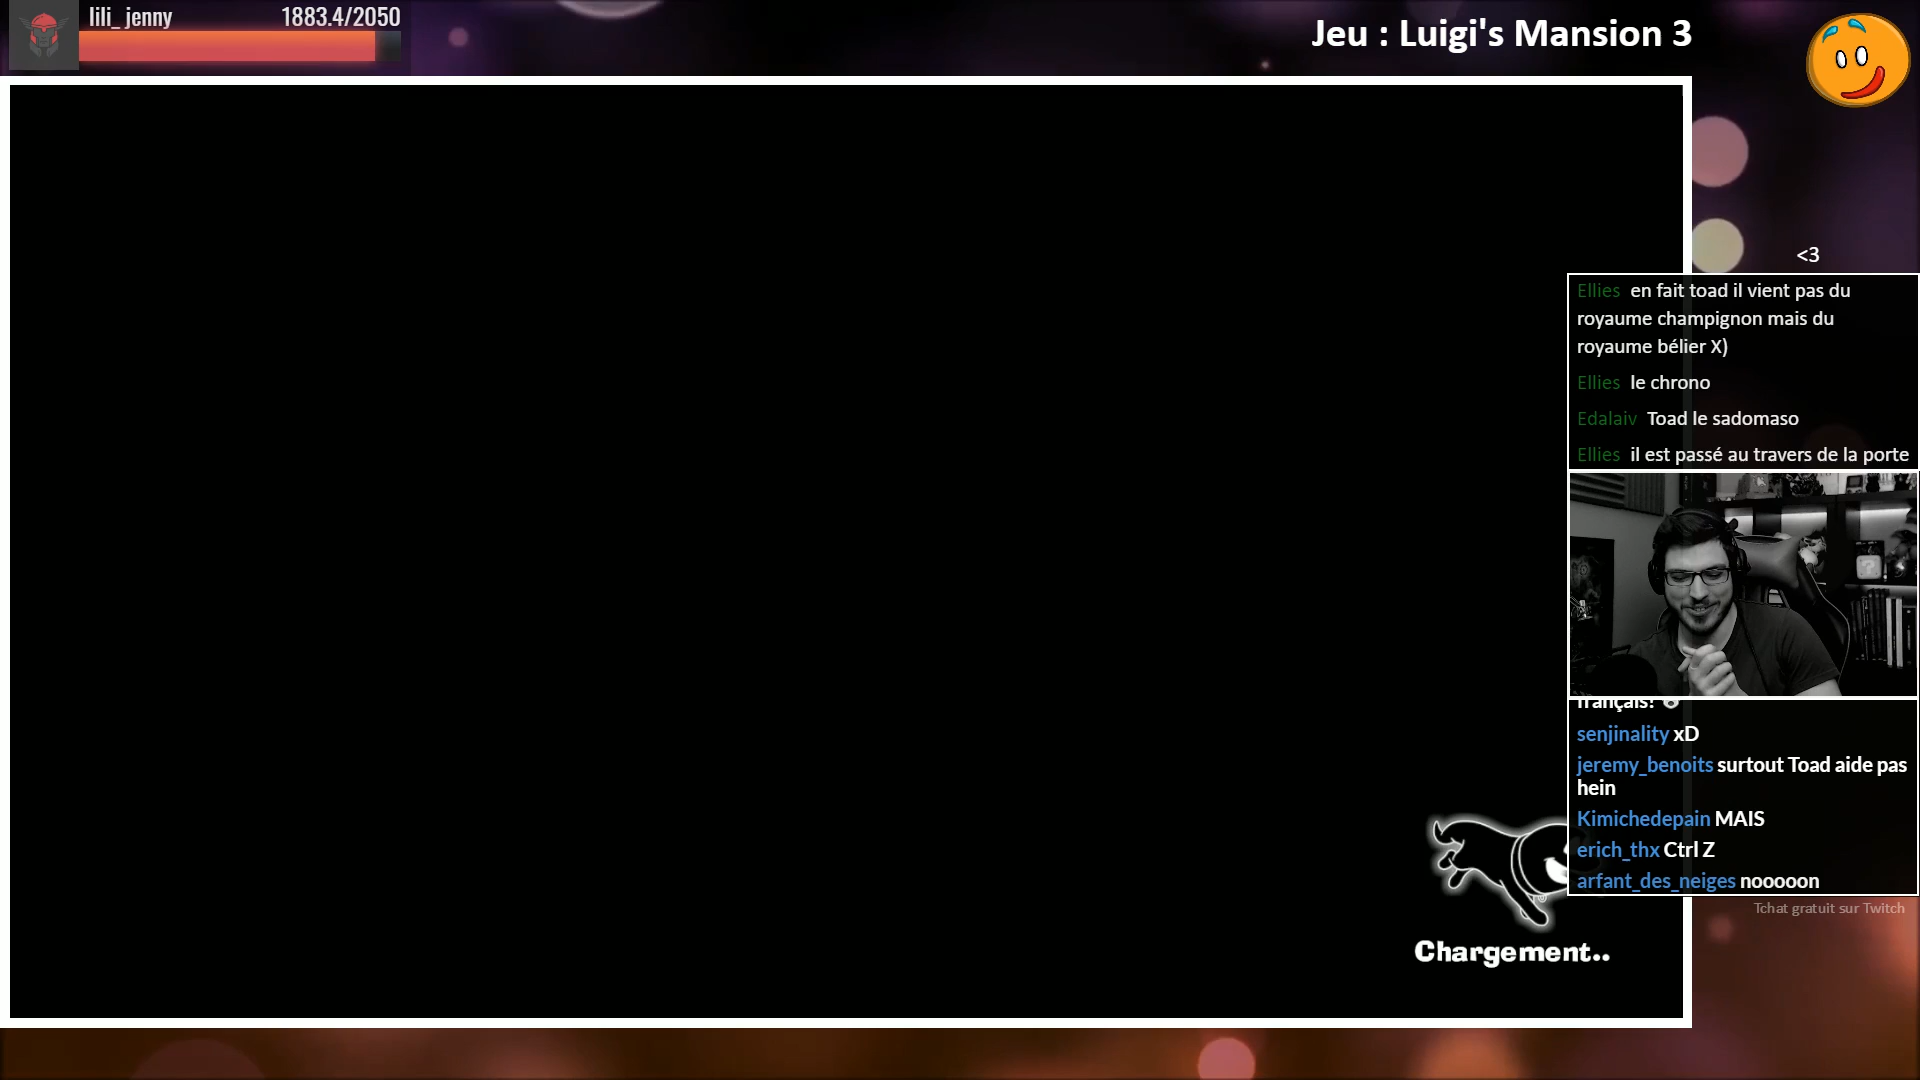 lili_jenny 1883.4/2050
Jeu : Luigi's Mansion 3
<3
Ellies en fait toad il vient pas du
royaume champignon mais du
royaume bélier X)
Ellies le chrono
Edalaiv Toad le sadomaso
Ellies il est passé au travers de la porte
français!
senjinality xD
jeremy_benoits surtout Toad aide pas
hein
Kimichedepain MAIS
erich_thx Ctrl Z
arfant_des_neiges nooooon
Tchat gratuit sur Twitch
Chargement..